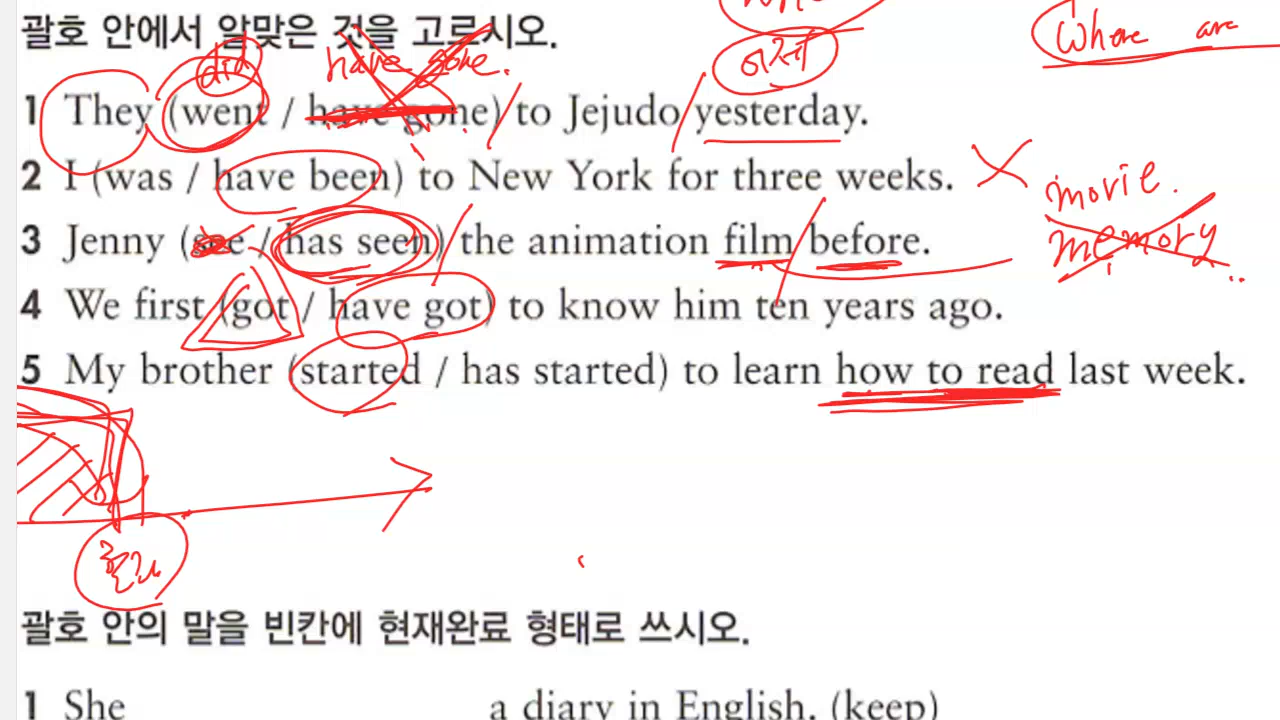 where
where are
괄호 안에서 알맞은 것을 고르시오.
did have gone. 어제
1 They (went / have gone) to Jejudo yesterday.
2 I (was / have been) to New York for three weeks.
movie.
3 Jenny (see / has seen) the animation film before.
memory
4 We first (got / have got) to know him ten years ago.
5 My brother (started / has started) to learn how to read last week.
현재
괄호 안의 말을 빈칸에 현재완료 형태로 쓰시오.
1 She a diary in English. (keep)